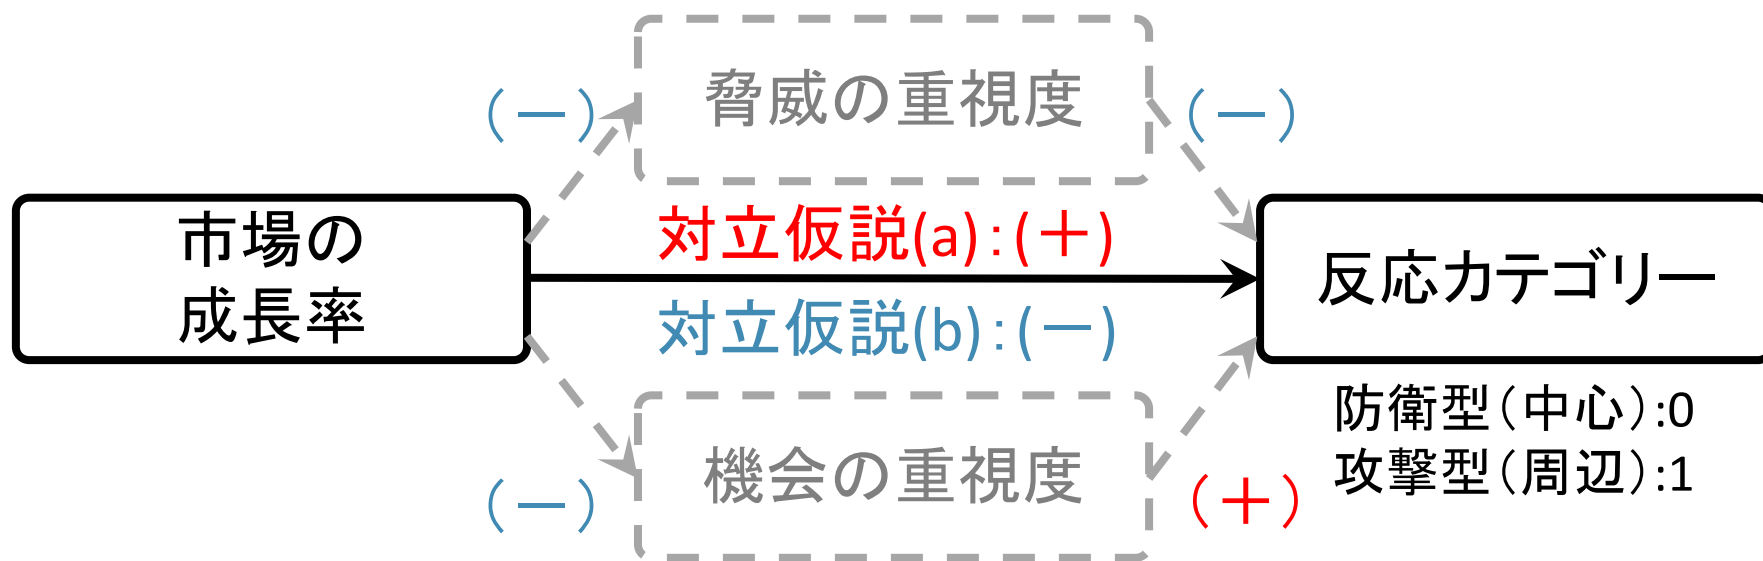 脅威の重視度
(－)
(－)
市場の
成長率
対立仮説(a):(＋)
対立仮説(b):(－)
反応カテゴリー
防衛型(中心):0
攻撃型(周辺):1
機会の重視度
(－)
(＋)